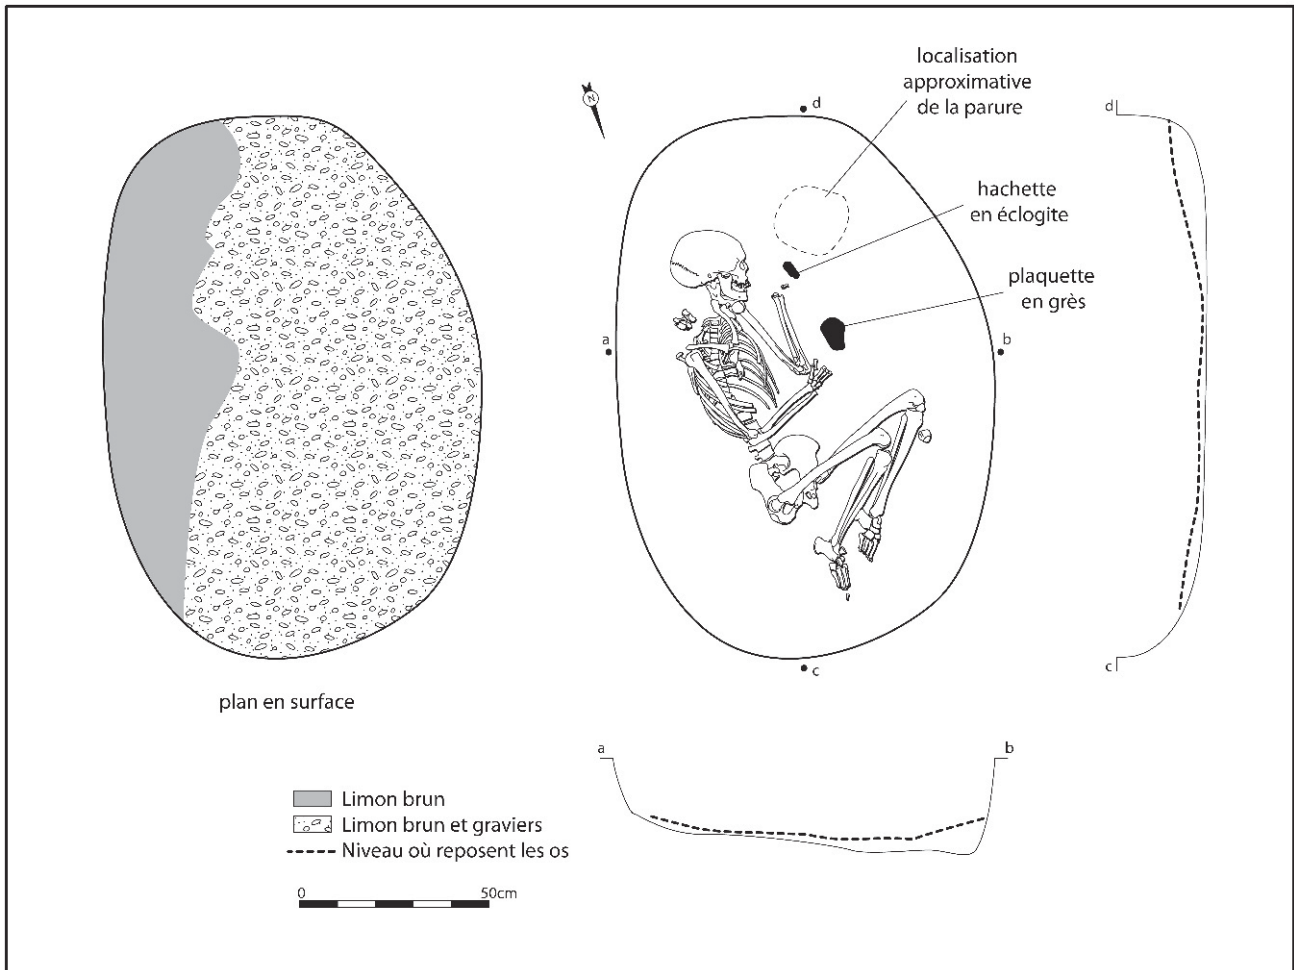 localisation
approximative
de la parure
N
d
d
hachette
en éclogite
plaquette
en grès
a
b
c
c
plan en surface
a
b
Limon brun
Limon brun et graviers
Niveau où reposent les os
0
50cm